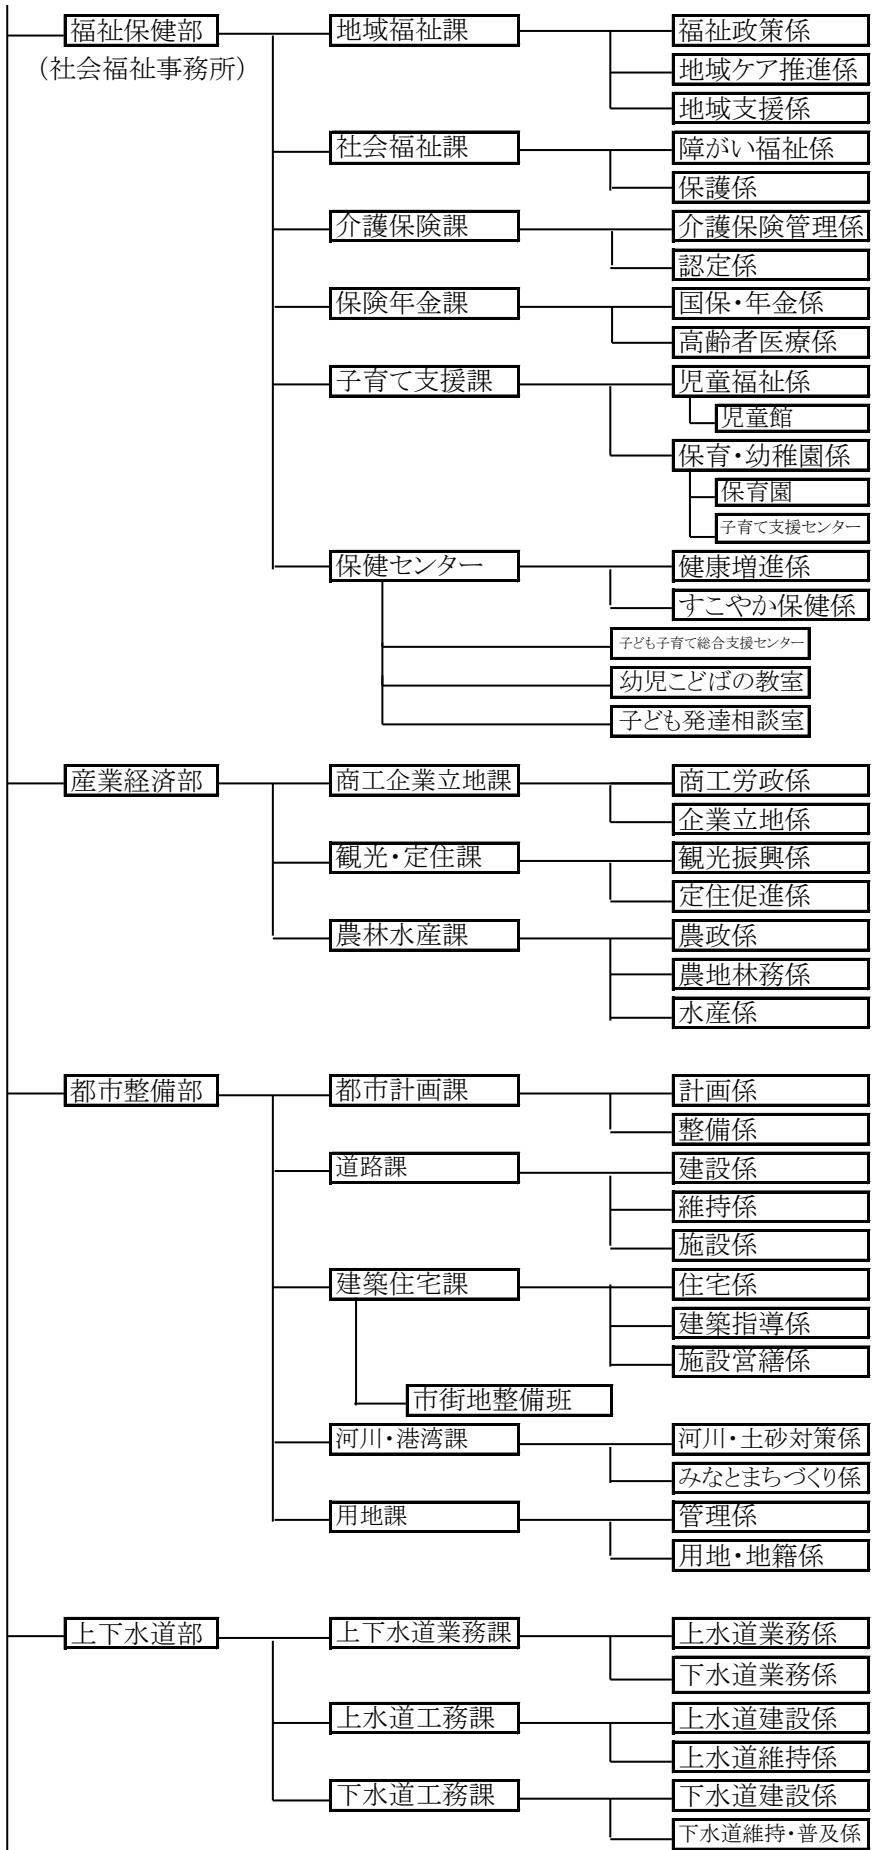 福祉保健部 地域福祉課 福祉政策係
（社会福祉事務所） 地域ケア推進係
地域支援係
社会福祉課 障がい福祉係
保護係
介護保険課 介護保険管理係
認定係
保険年金課 国保・年金係
高齢者医療係
子育て支援課 児童福祉係
児童館
保育・幼稚園係
保育園
子育て支援センター
保健センター 健康増進係
すこやか保健係
子ども子育て総合支援センター
幼児ことばの教室
子ども発達相談室
産業経済部 商工企業立地課 商工労政係
企業立地係
観光・定住課 観光振興係
定住促進係
農林水産課 農政係
農地林務係
水産係
都市整備部 都市計画課 計画係
整備係
道路課 建設係
維持係
施設係
建築住宅課 住宅係
建築指導係
施設営繕係
市街地整備班
河川・港湾課 河川・土砂対策係
みなとまちづくり係
用地課 管理係
用地・地籍係
上下水道部 上下水道業務課 上水道業務係
下水道業務係
上水道工務課 上水道建設係
上水道維持係
下水道工務課 下水道建設係
下水道維持・普及係